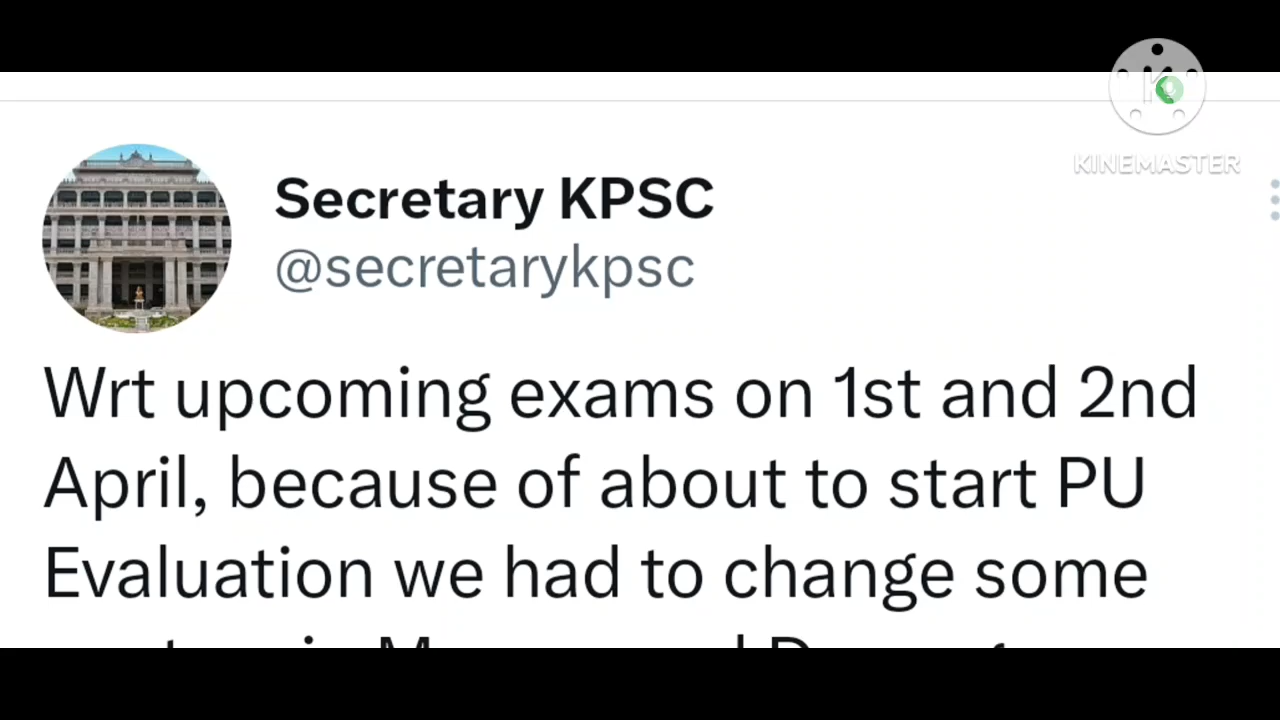 KINEMASTER
Secretary KPSC
@secretarykpsc
Wrt upcoming exams on 1st and 2nd
April, because of about to start PU
Evaluation we had to change some